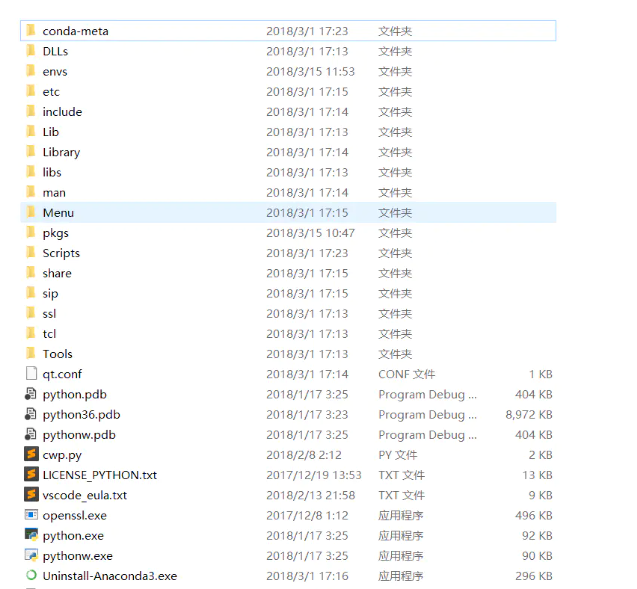 conda-meta 2018/3/1 17:23 文件夹
DLLs 2018/3/1 17:13 文件夹
envs 2018/3/15 11:53 文件夹
etc 2018/3/1 17:15 文件夹
include 2018/3/1 17:14 文件夹
Lib 2018/3/1 17:13 文件夹
Library 2018/3/1 17:14 文件夹
libs 2018/3/1 17:13 文件夹
man 2018/3/1 17:14 文件夹
Menu 2018/3/1 17:15 文件夹
pkgs 2018/3/15 10:47 文件夹
Scripts 2018/3/1 17:23 文件夹
share 2018/3/1 17:15 文件夹
sip 2018/3/1 17:15 文件夹
ssl 2018/3/1 17:13 文件夹
tcl 2018/3/1 17:13 文件夹
Tools 2018/3/1 17:13 文件夹
qt.conf 2018/3/1 17:14 CONF 文件 1 KB
python.pdb 2018/1/17 3:25 Program Debug ... 404 KB
python36.pdb 2018/1/17 3:23 Program Debug ... 8,972 KB
pythonw.pdb 2018/1/17 3:25 Program Debug ... 404 KB
cwp.py 2018/2/8 2:12 PY 文件 2 KB
LICENSE_PYTHON.txt 2017/12/19 13:53 TXT 文件 13 KB
vscode_eula.txt 2018/2/13 21:58 TXT 文件 9 KB
openssl.exe 2017/12/8 1:12 应用程序 496 KB
python.exe 2018/1/17 3:25 应用程序 92 KB
pythonw.exe 2018/1/17 3:25 应用程序 90 KB
Uninstall-Anaconda3.exe 2018/3/1 17:16 应用程序 296 KB